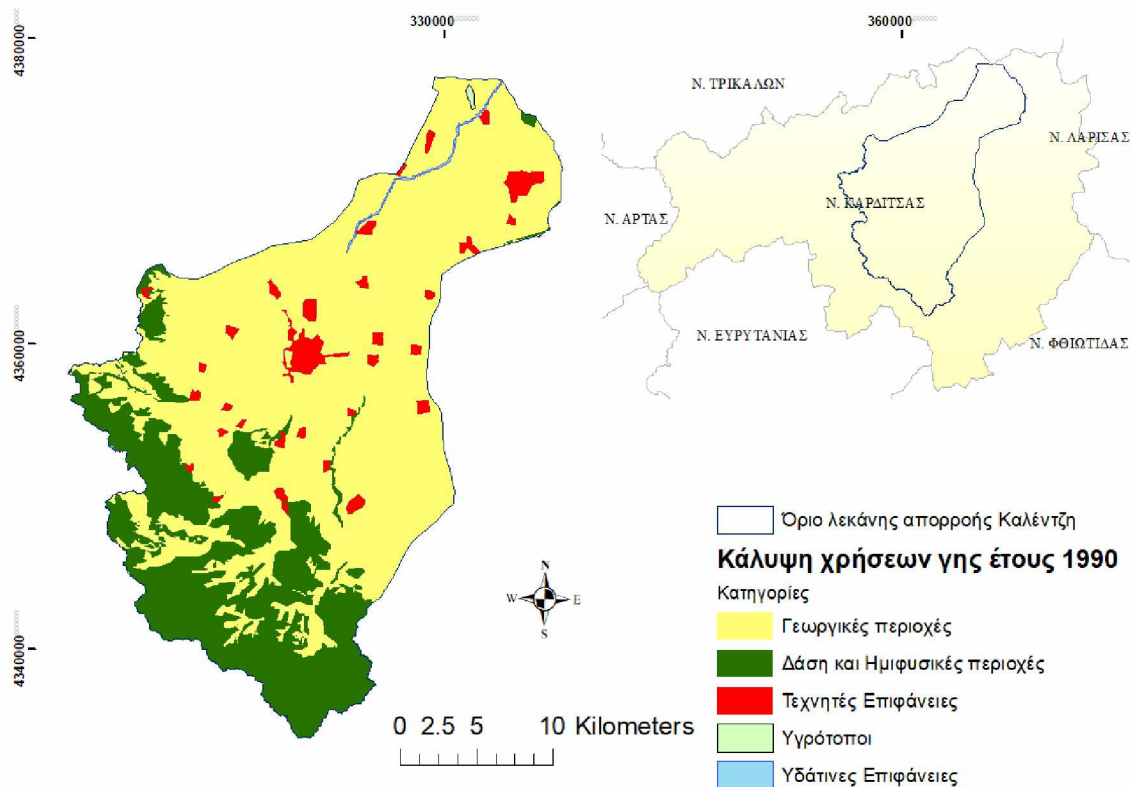 330000
360000
4380000
4360000
4340000
Ν. ΤΡΙΚΑΛΩΝ
Ν. ΛΑΡΙΣΑΣ
Ν. ΚΑΡΔΙΤΣΑΣ
Ν. ΑΡΤΑΣ
Ν. ΕΥΡΥΤΑΝΙΑΣ
Ν. ΦΘΙΩΤΙΔΑΣ
N
W E
S
0 2.5 5 10 Kilometers
Όριο λεκάνης απορροής Καλέντζη
Κάλυψη χρήσεων γης έτους 1990
Κατηγορίες
Γεωργικές περιοχές
Δάση και Ημιφυσικές περιοχές
Τεχνητές Επιφάνειες
Υγρότοποι
Υδάτινες Επιφάνειες